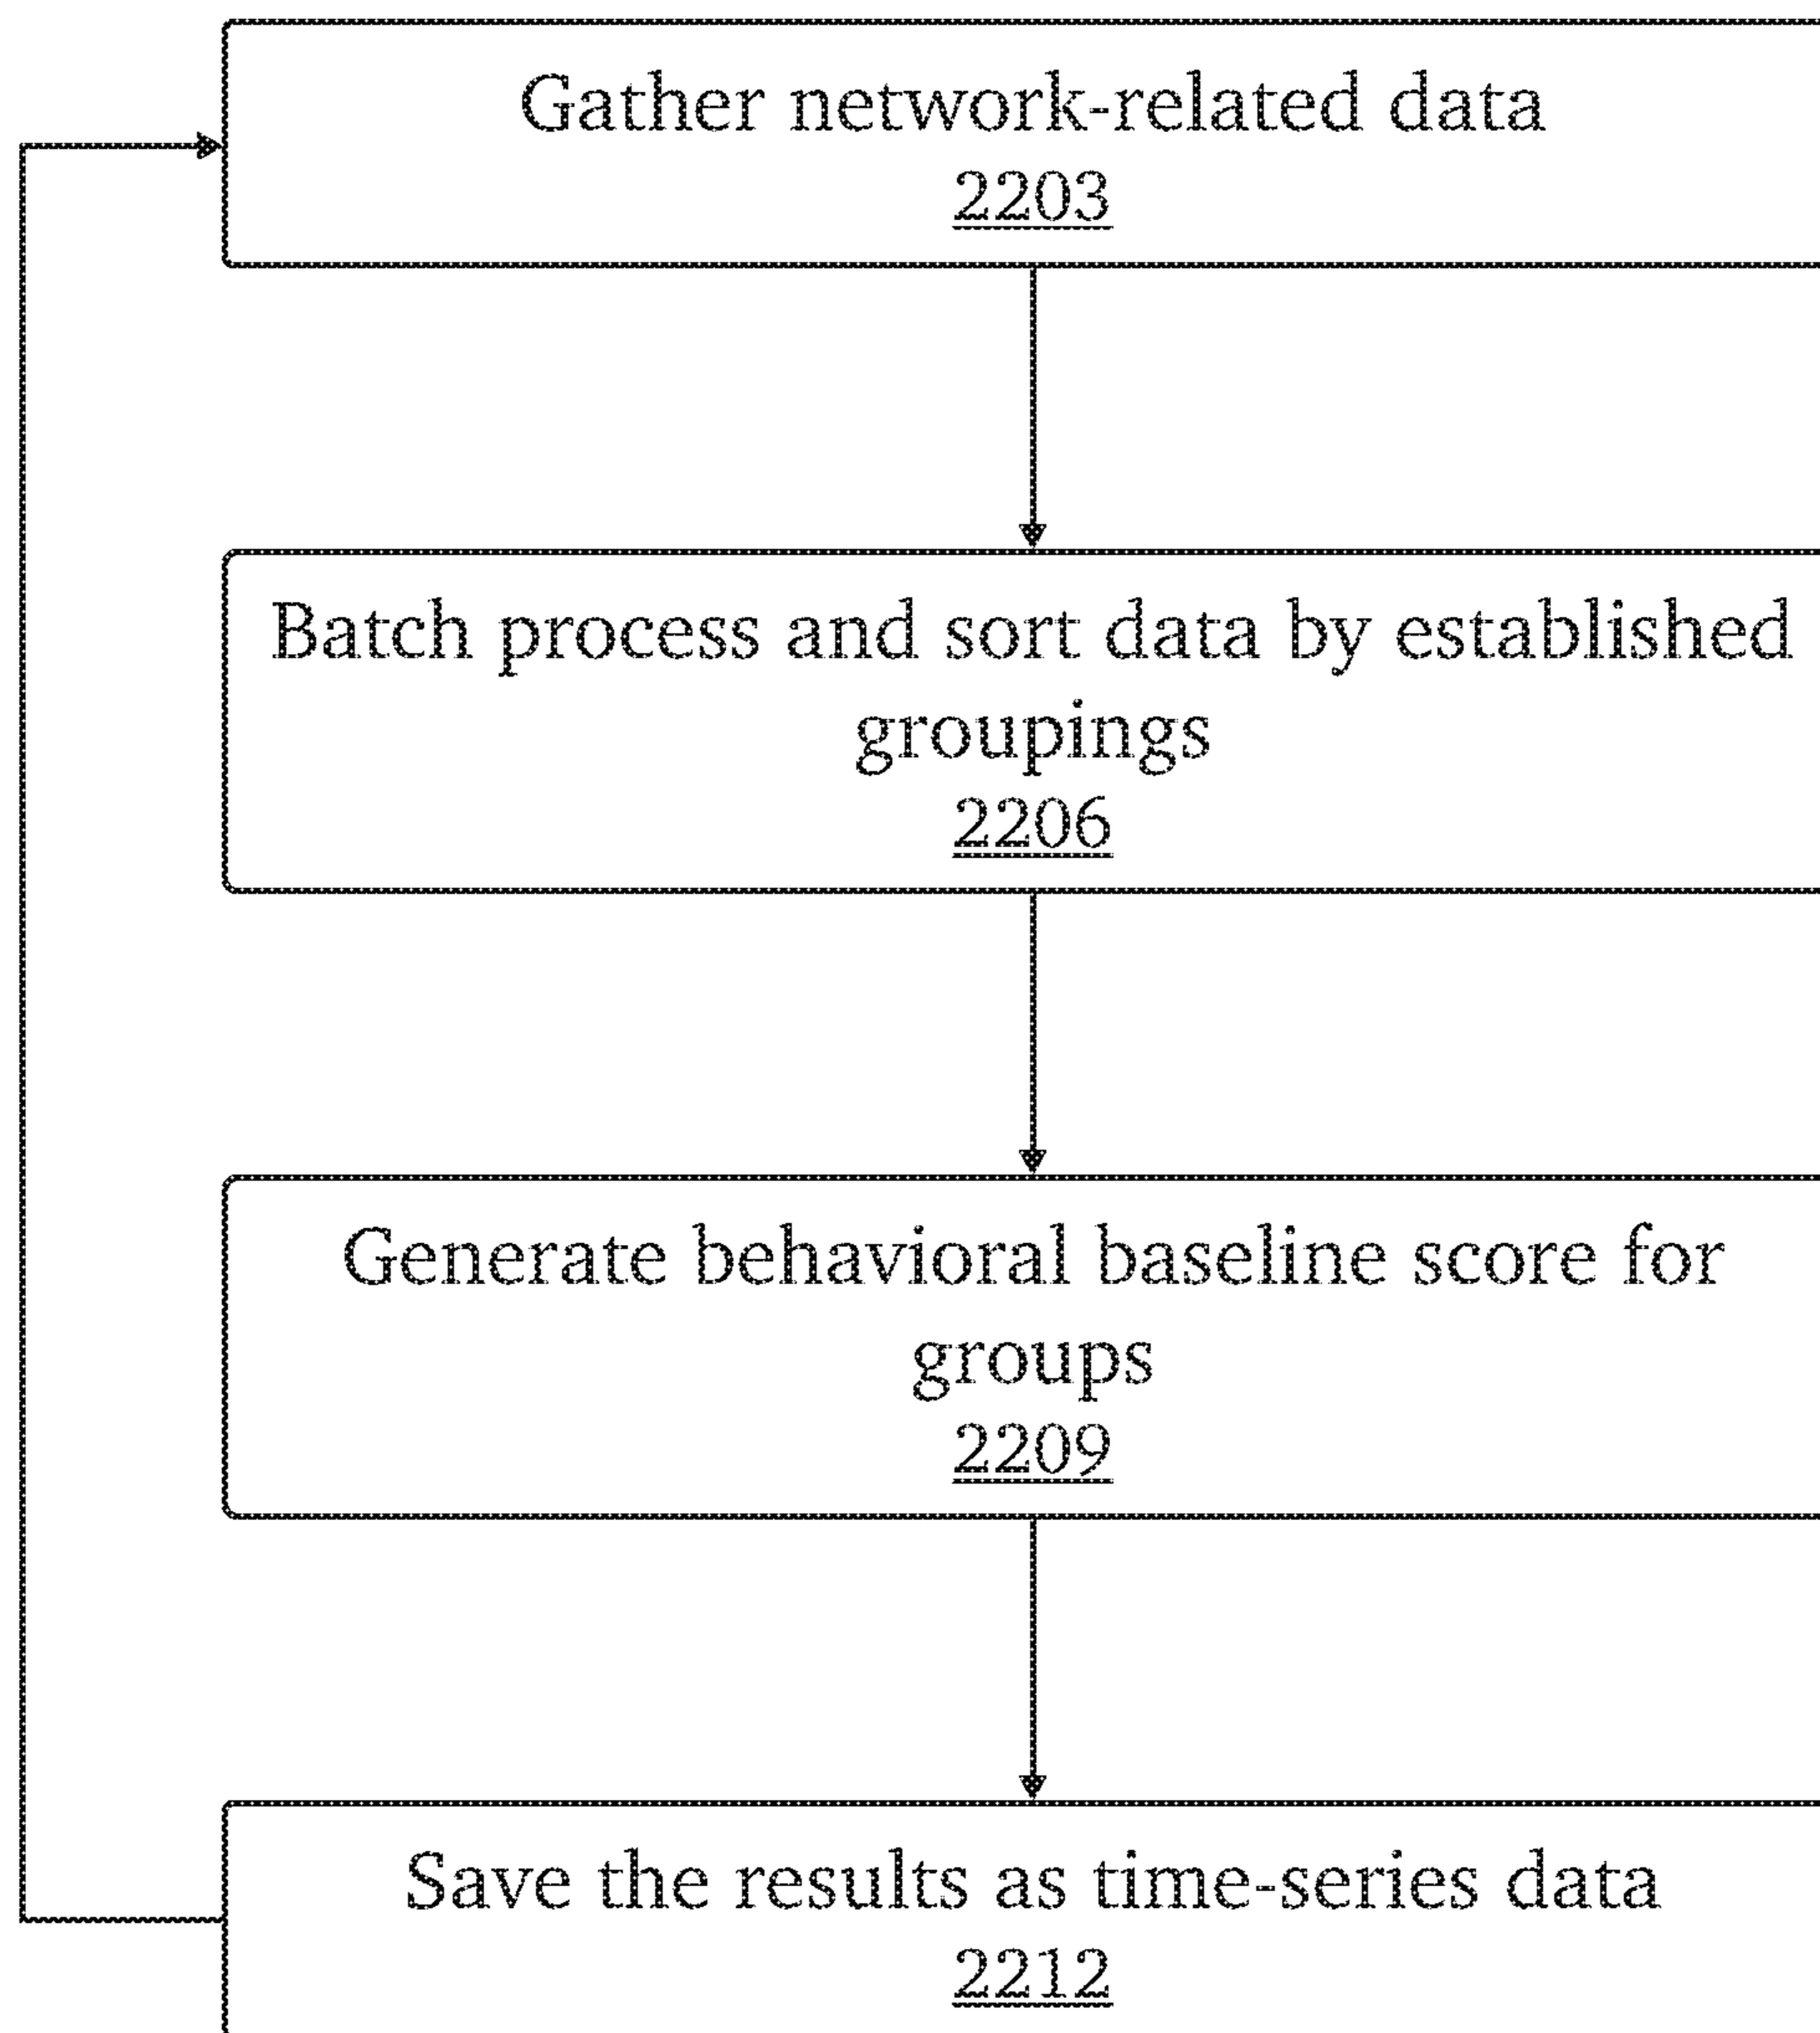 Gather network-related data
2203
Batch process and sort data by established
groupings
2206
Generate behavioral baseline score for
groups
2209
Save the results as time-series data
2212